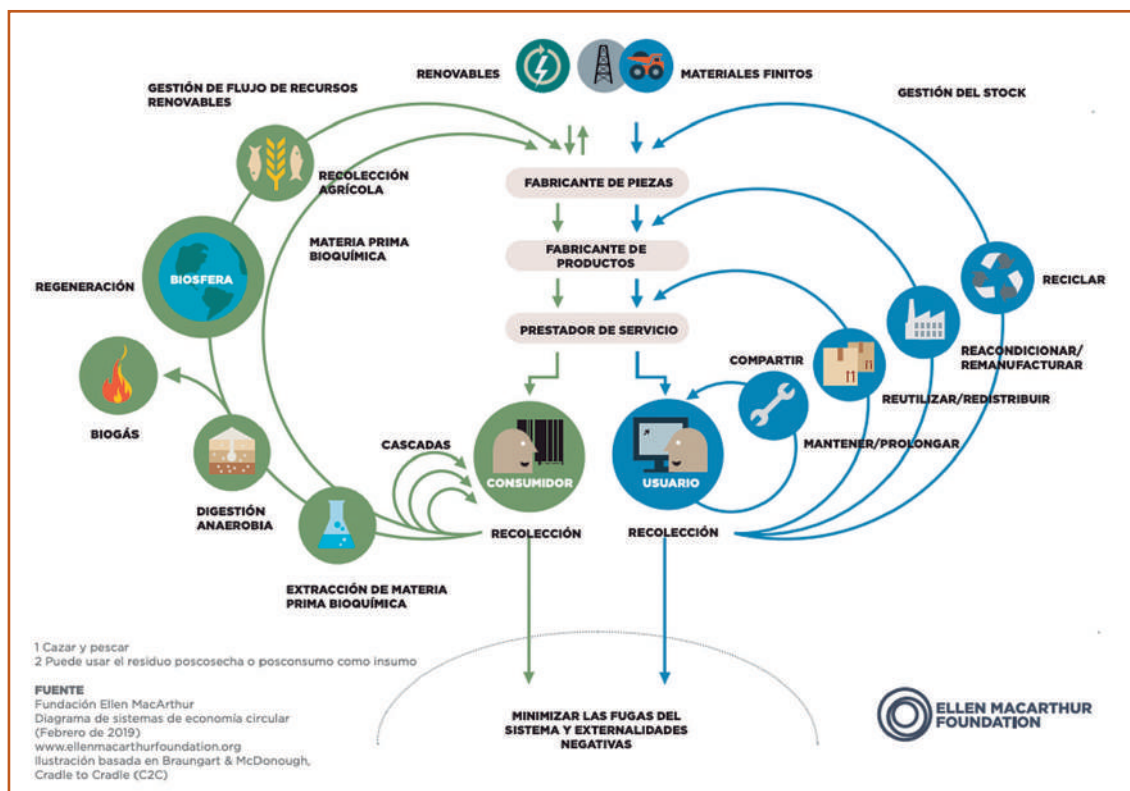 RENOVABLES
MATERIALES FINITOS
GESTIÓN DE FLUJO DE RECURSOS
RENOVABLES
GESTIÓN DEL STOCK
RECOLECCIÓN
AGRÍCOLA
FABRICANTE DE PIEZAS
MATERIA PRIMA
BIOQUÍMICA
FABRICANTE DE
PRODUCTOS
REGENERACIÓN
BIOSFERA
RECICLAR
PRESTADOR DE SERVICIO
COMPARTIR
REACONDICIONAR/
REMANUFACTURAR
REUTILIZAR/REDISTRIBUIR
BIOGÁS
CASCADAS
MANTENER/PROLONGAR
CONSUMIDOR
USUARIO
DIGESTIÓN
ANAEROBIA
RECOLECCIÓN
RECOLECCIÓN
EXTRACCIÓN DE MATERIA
PRIMA BIOQUÍMICA
1 Cazar y pescar
2 Puede usar el residuo poscosecha o posconsumo como insumo
FUENTE
Fundación Ellen MacArthur
Diagrama de sistemas de economía circular
(Febrero de 2019)
www.ellenmacarthurfoundation.org
Ilustración basada en Braungart & McDonough,
Cradle to Cradle (C2C)
MINIMIZAR LAS FUGAS DEL
SISTEMA Y EXTERNALIDADES
NEGATIVAS
ELLEN MACARTHUR
FOUNDATION